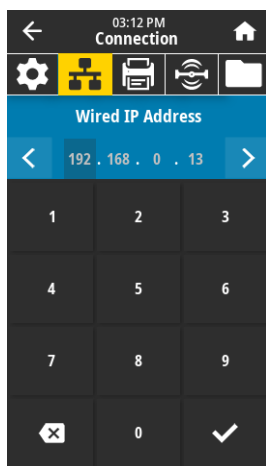 03:12 PM
Connection
Wired IP Address
192 . 168 . 0 . 13
1 2 3
4 5 6
7 8 9
0